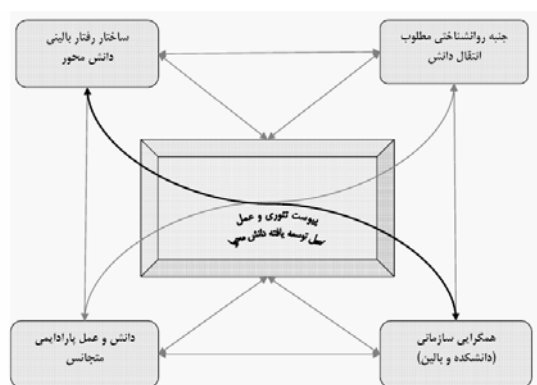 جنبه روانشناختی مطلوب
انتقال دانش
ساختار رفتار بالینی
دانش محور
پیوست تئوری و عمل
عمل توسعه یافته دانش
همگرایی سازمانی
(دانشکده و بالین)
دانش و عمل پارادایمی
متجانس